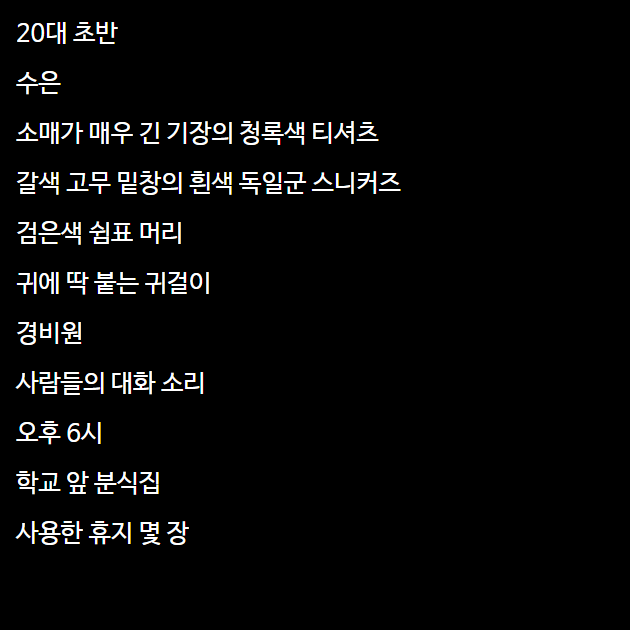 20대 초반
수은
소매가 매우 긴 기장의 청록색 티셔츠
갈색 고무 밑창의 흰색 독일군 스니커즈
검은색 쉼표 머리
귀에 딱 붙는 귀걸이
경비원
사람들의 대화 소리
오후 6시
학교 앞 분식집
사용한 휴지 몇 장